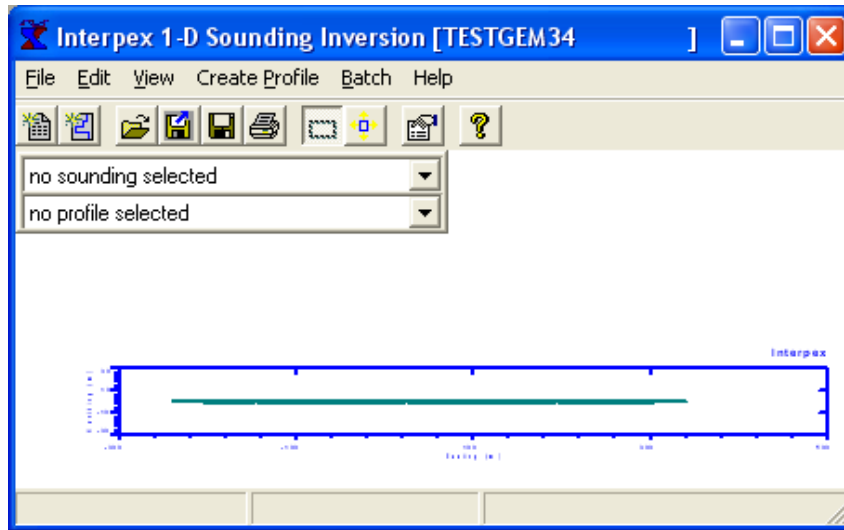 Interpex 1-D Sounding Inversion [TESTGEM34 ]
File Edit View Create Profile Batch Help
no sounding selected
no profile selected
Interpex